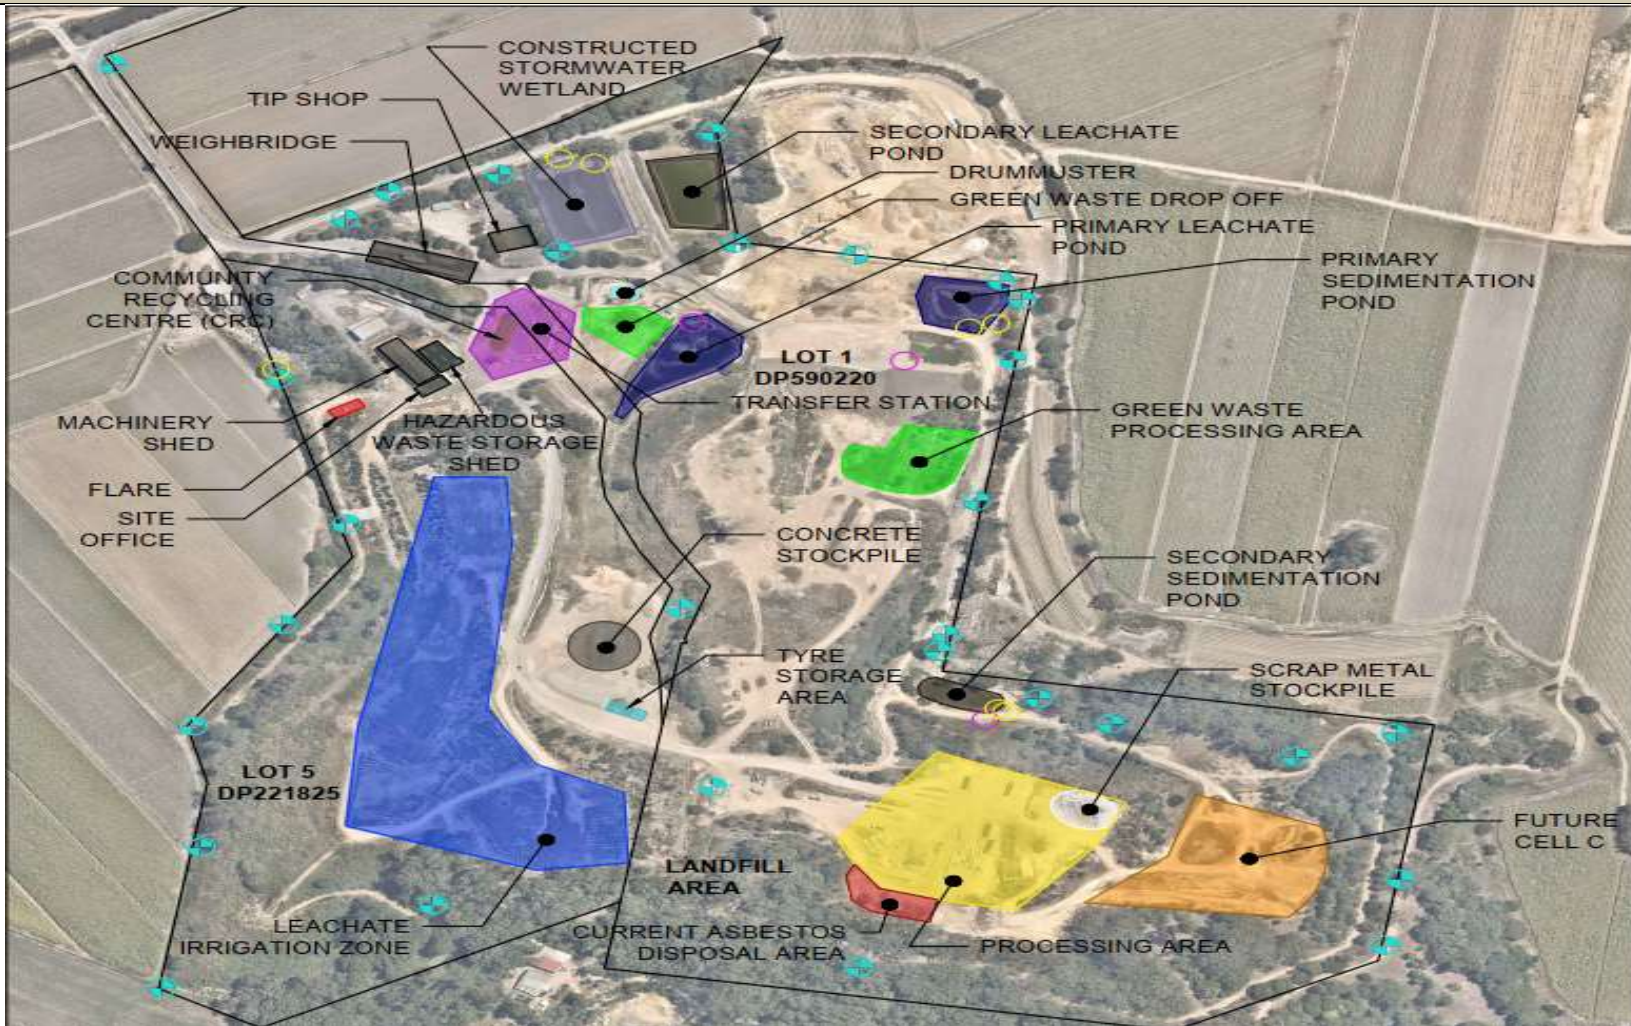 CONSTRUCTED
STORMWATER
WETLAND
TIP SHOP
WEIGHBRIDGE
SECONDARY LEACHATE
POND
DRUMMUSTER
GREEN WASTE DROP OFF
PRIMARY LEACHATE
POND
PRIMARY
SEDIMENTATION
POND
COMMUNITY
RECYCLING
CENTRE (CRC)
LOT 1
DP590220
TRANSFER STATION
MACHINERY
SHED
HAZARDOUS
WASTE STORAGE
SHED
GREEN WASTE
PROCESSING AREA
FLARE
SITE
OFFICE
CONCRETE
STOCKPILE
SECONDARY
SEDIMENTATION
POND
TYRE
STORAGE
AREA
SCRAP METAL
STOCKPILE
LOT 5
DP221825
FUTURE
CELL C
LANDFILL
AREA
LEACHATE
IRRIGATION ZONE
CURRENT ASBESTOS
DISPOSAL AREA
PROCESSING AREA